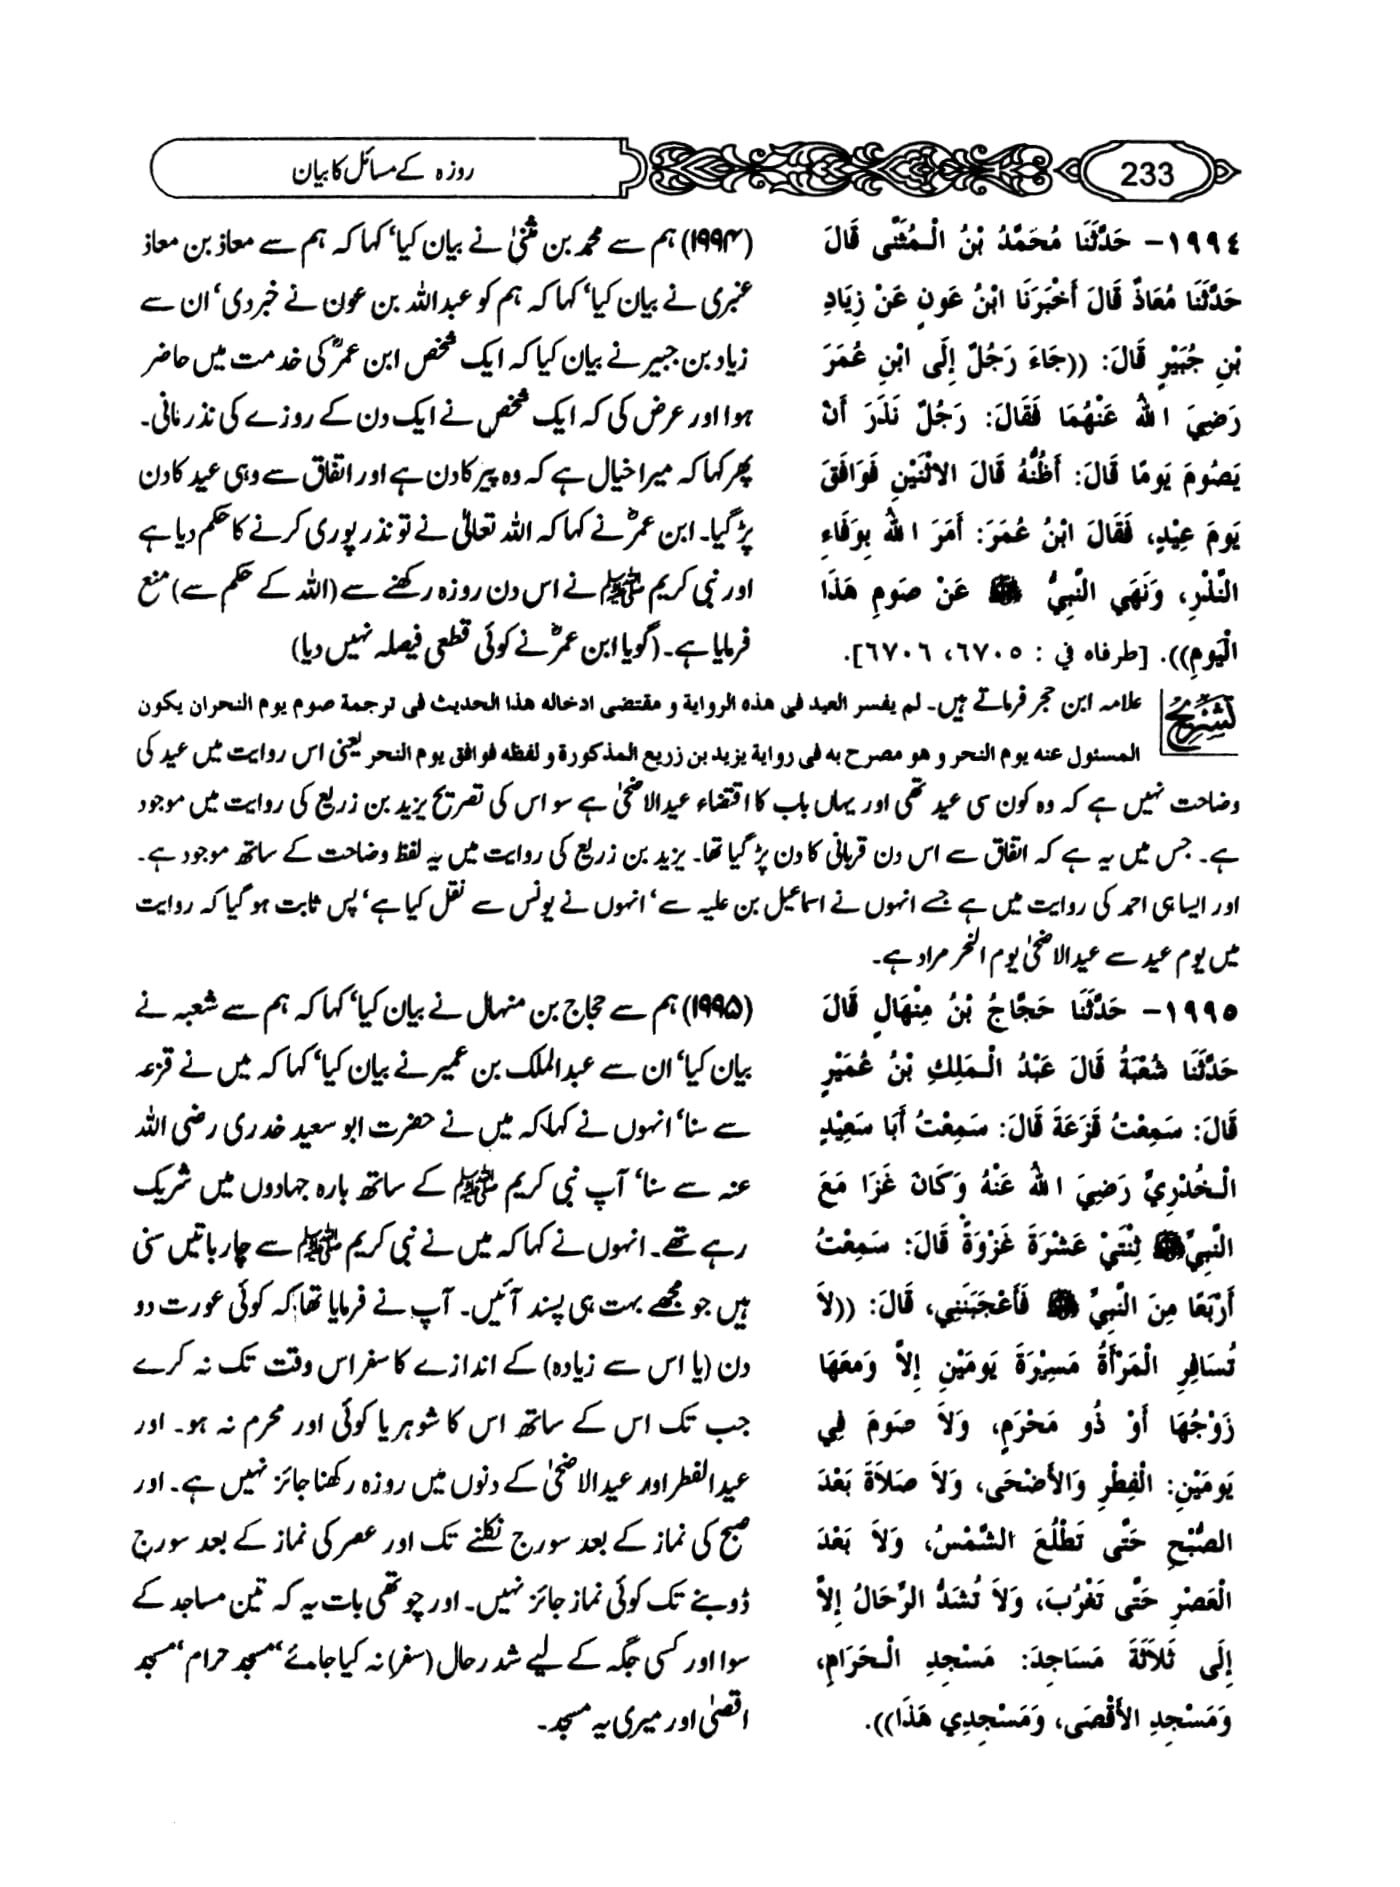 233
روزہ کے مسائل کا بیان
١٩٩٤- حَدَّثَنَا مُحَمَّدُ بْنُ الْـمُثَنَّى قَالَ
حَدَّثَنَا مُعَاذٌ قَالَ أَخْبَرَنَا ابْنُ عَونٍ عَنْ زِيَادِ
بْنِ جُبَيْرٍ قَالَ: ((جَاءَ رَجُلٌ إِلَى ابْنِ عُمَرَ
رَضِيَ اللهُ عَنْهُمَا فَقَالَ: رَجُلٌ نَذَرَ أَنْ
يَصُومَ يَومًا قَالَ: أَظُنُّهُ قَالَ الاثْنَيْنِ فَوَافَقَ
يَومَ عِيْدٍ، فَقَالَ ابْنُ عُمَرَ: أَمَرَ اللهُ بِوَفَاءِ
النَّذْرِ، وَنَهَى النَّبِيُّ ﷺ عَنْ صَومِ هَذَا
الْيَومِ)). [طرفاه في : ٦٧٠٥، ٦٧٠٦].
(۱۹۹۴) ہم سے محمد بن مثنیٰ نے بیان کیا‘ کہا کہ ہم سے معاذ بن معاذ
عنبری نے بیان کیا‘ کہا کہ ہم کو عبداللہ بن عون نے خبر دی‘ ان سے
زیاد بن جبیر نے بیان کیا کہ ایک شخص ابن عمرؓ کی خدمت میں حاضر
ہوا اور عرض کی کہ ایک شخص نے ایک دن کے روزے کی نذر مانی۔
پھر کہا کہ میرا خیال ہے کہ وہ پیر کا دن ہے اور اتفاق سے وہی عید کا دن
پڑ گیا۔ ابن عمرؓ نے کہا کہ اللہ تعالیٰ نے تو نذر پوری کرنے کا حکم دیا ہے
اور نبی کریم ﷺ نے اس دن روزہ رکھنے سے (اللہ کے حکم سے) منع
فرمایا ہے۔ (گویا ابن عمرؓ نے کوئی قطعی فیصلہ نہیں دیا)
تشریح علامہ ابن حجر فرماتے ہیں۔ لم يفسر العيد في هذه الرواية و مقتضى ادخاله هذا الحديث في ترجمة صوم يوم النحران يكون
المسئول عنه يوم النحر و هو مصرح به في رواية يزيد بن زريع المذكورة و لفظه فوافق يوم النحر یعنی اس روایت میں عید کی
وضاحت نہیں ہے کہ وہ کون سی عید تھی اور یہاں باب کا اقتضاء عیدالاضحیٰ ہے سو اس کی تصریح یزید بن زریع کی روایت میں موجود
ہے۔ جس میں یہ ہے کہ اتفاق سے اس دن قربانی کا دن پڑ گیا تھا۔ یزید بن زریع کی روایت میں یہ لفظ وضاحت کے ساتھ موجود ہے۔
اور ایسا ہی احمد کی روایت میں ہے جسے انہوں نے اسماعیل بن علیہ سے‘ انہوں نے یونس سے نقل کیا ہے‘ پس ثابت ہو گیا کہ روایت
میں یوم عید سے عیدالاضحیٰ یوم النحر مراد ہے۔
١٩٩٥- حَدَّثَنَا حَجَّاجُ بْنُ مِنْهَالٍ قَالَ
حَدَّثَنَا شُعْبَةُ قَالَ عَبْدُ الْـمَلِكِ بْنُ عُمَيْرٍ
قَالَ: سَمِعْتُ قَزَعَةَ قَالَ: سَمِعْتُ أَبَا سَعِيْدٍ
الْـخُدْرِيِّ رَضِيَ اللهُ عَنْهُ وَكَانَ غَزَا مَعَ
النَّبِيِّ ﷺ ثِنْتَيْ عَشْرَةَ غَزْوَةً قَالَ: سَمِعْتُ
أَرْبَعًا مِنَ النَّبِيِّ ﷺ فَأَعْجَبَنَنِي، قَالَ: ((لاَ
تُسَافِرِ الْمَرْأَةُ مَسِيْرَةَ يَومَيْنِ إِلاَّ وَمَعَهَا
زَوْجُهَا أَوْ ذُو مَحْرَمٍ، وَلاَ صَومَ فِي
يَومَيْنِ: الْفِطْرِ وَالأَضْحَى، وَلاَ صَلاَةَ بَعْدَ
الصُّبْحِ حَتَّى تَطْلُعَ الشَّمْسُ، وَلاَ بَعْدَ
الْعَصْرِ حَتَّى تَغْرُبَ، وَلاَ تُشَدُّ الرِّحَالُ إِلاَّ
إِلَى ثَلاَثَةَ مَسَاجِدَ: مَسْجِدِ الْـحَرَامِ،
وَمَسْجِدِ الأَقْصَى، وَمَسْجِدِي هَذَا)).
(۱۹۹۵) ہم سے حجاج بن منہال نے بیان کیا‘ کہا کہ ہم سے شعبہ نے
بیان کیا‘ ان سے عبدالملک بن عمیر نے بیان کیا‘ کہا کہ میں نے قزعہ
سے سنا‘ انہوں نے کہا کہ میں نے حضرت ابو سعید خدری رضی اللہ
عنہ سے سنا‘ آپ نبی کریم ﷺ کے ساتھ بارہ جہادوں میں شریک
رہے تھے۔ انہوں نے کہا کہ میں نے نبی کریم ﷺ سے چار باتیں سنی
ہیں جو مجھے بہت ہی پسند آئیں۔ آپ نے فرمایا تھا کہ کوئی عورت دو
دن (یا اس سے زیادہ) کے اندازے کا سفر اس وقت تک نہ کرے
جب تک اس کے ساتھ اس کا شوہر یا کوئی اور محرم نہ ہو۔ اور
عیدالفطر اور عیدالاضحیٰ کے دنوں میں روزہ رکھنا جائز نہیں ہے۔ اور
صبح کی نماز کے بعد سورج نکلنے تک اور عصر کی نماز کے بعد سورج
ڈوبنے تک کوئی نماز جائز نہیں۔ اور چوتھی بات یہ کہ تین مساجد کے
سوا اور کسی جگہ کے لیے شد رحال (سفر) نہ کیا جائے‘ مسجد حرام‘ مسجد
اقصیٰ اور میری یہ مسجد۔